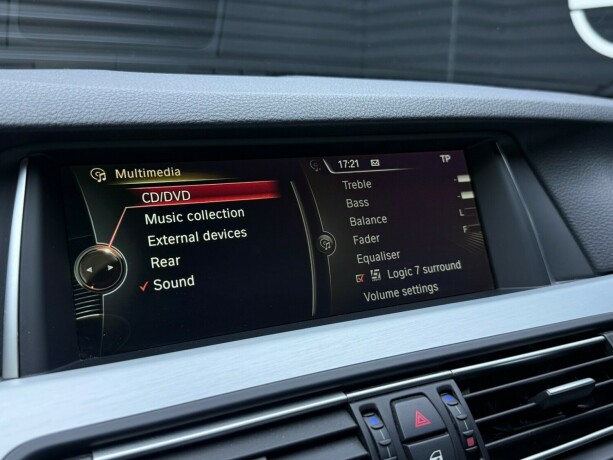 Multimedia
CD/DVD
Music collection
External devices
Rear
Sound
17:21
TP
Treble
Bass
Balance
L
Fader
F
Equaliser
Logic 7 surround
Volume settings